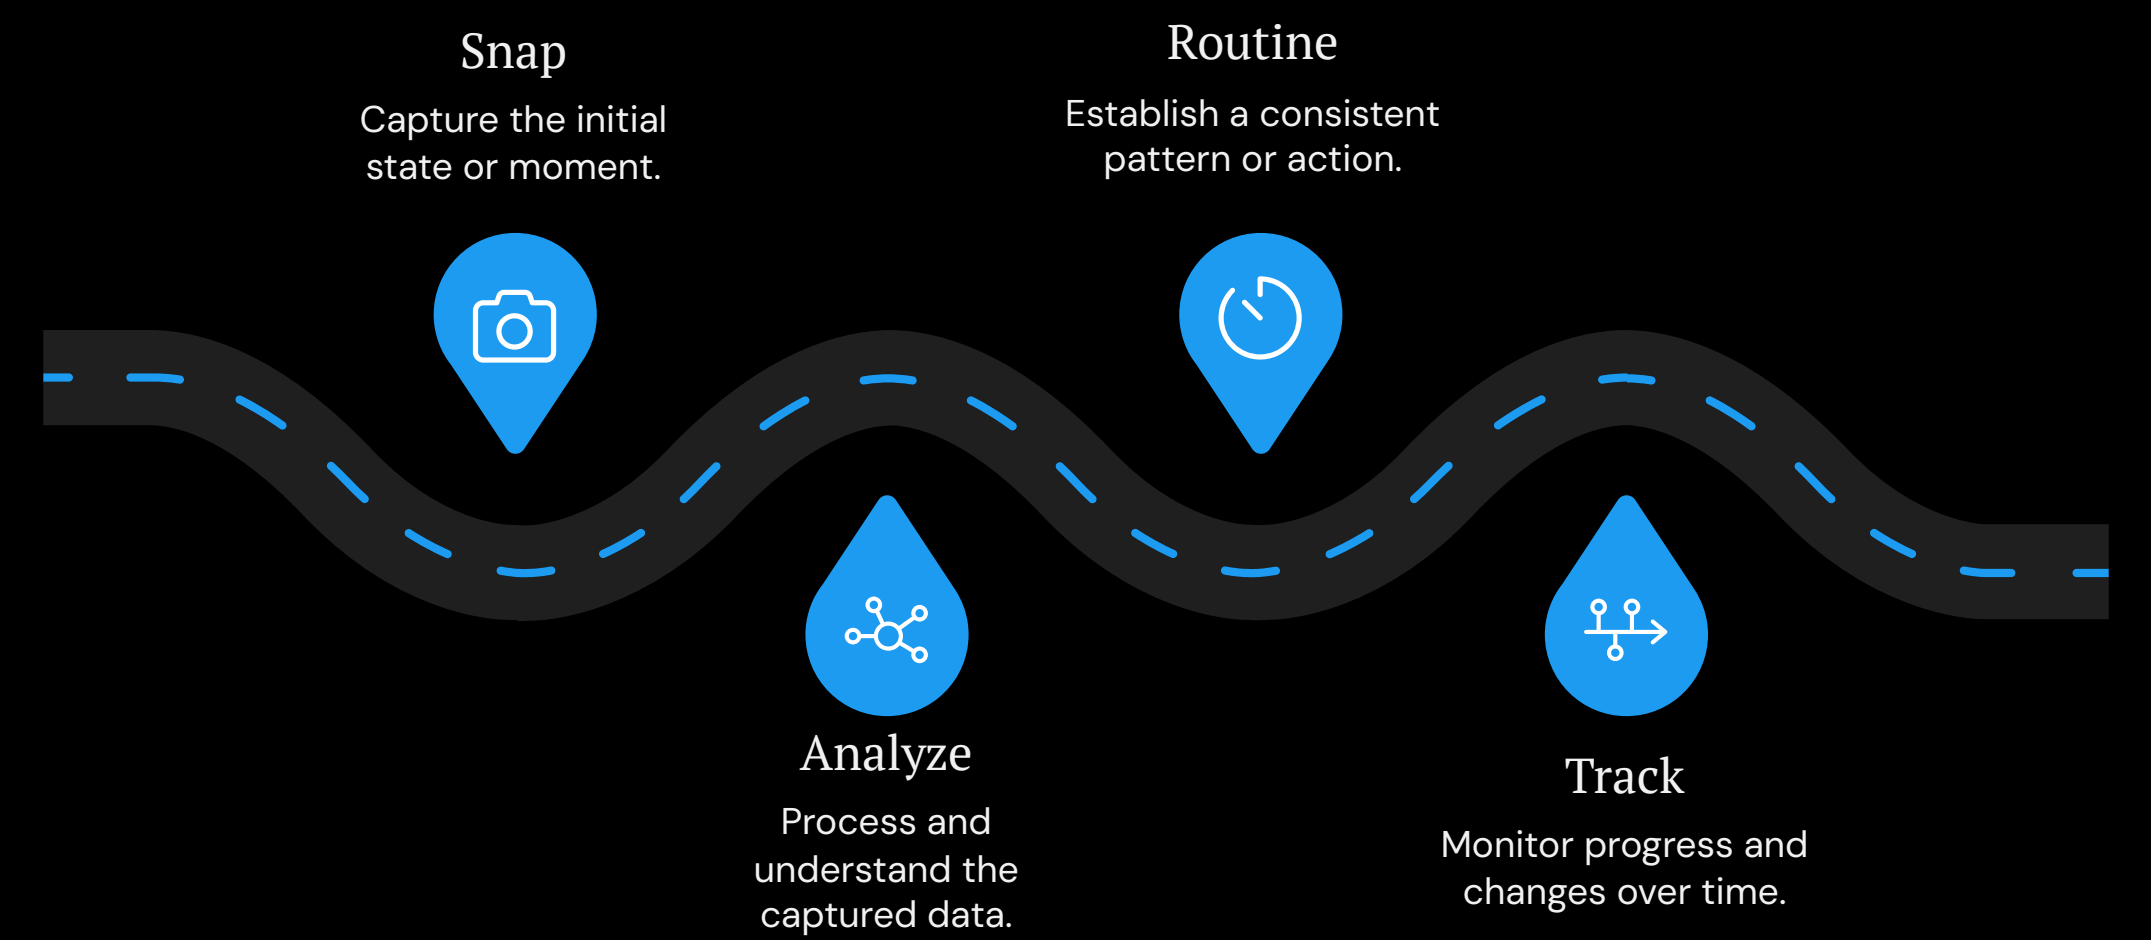 Snap
Capture the initial
state or moment.
Analyze
Process and
understand the
captured data.
Routine
Establish a consistent
pattern or action.
Track
Monitor progress and
changes over time.